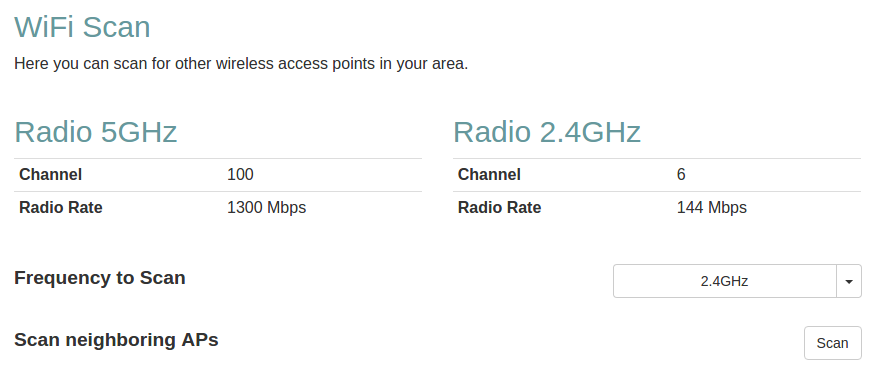 WiFi Scan
Here you can scan for other wireless access points in your area.
Radio 5GHz
Channel 100
Radio Rate 1300 Mbps
Radio 2.4GHz
Channel 6
Radio Rate 144 Mbps
Frequency to Scan 2.4GHz
Scan neighboring APs Scan